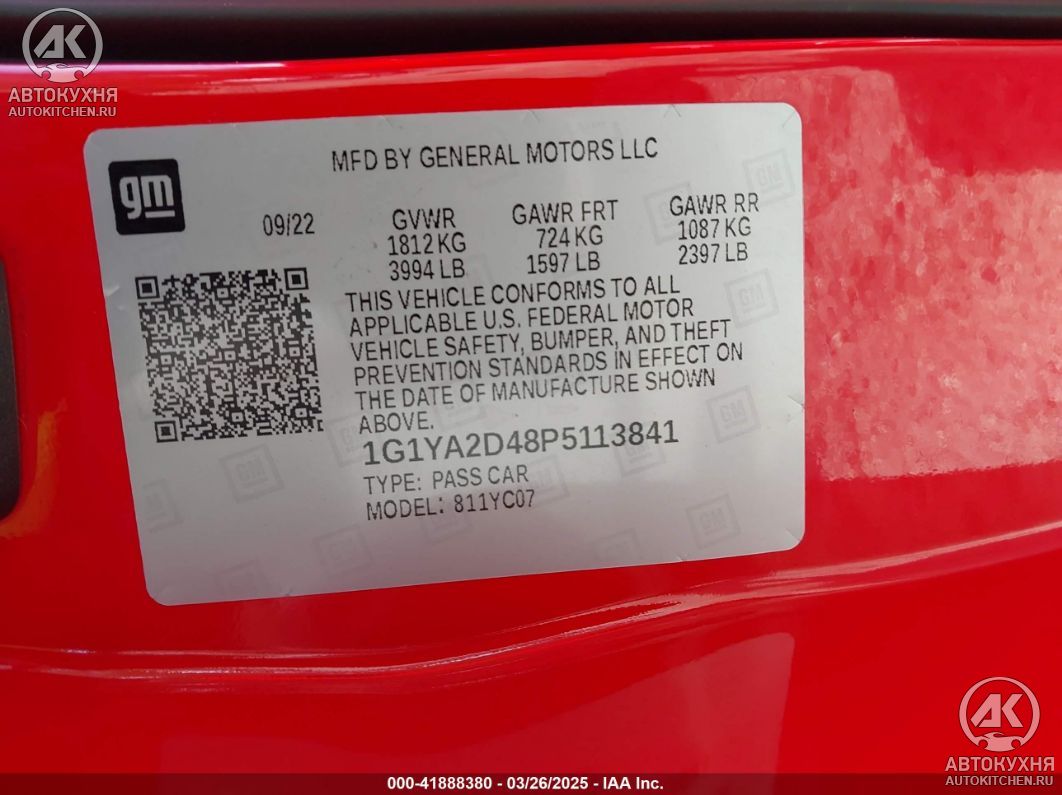 AK
АВТОКУХНЯ
AUTOKITCHEN.RU
MFD BY GENERAL MOTORS LLC
gm
09/22
GVWR GAWR FRT GAWR RR
1812 KG 724 KG 1087 KG
3994 LB 1597 LB 2397 LB
THIS VEHICLE CONFORMS TO ALL
APPLICABLE U.S. FEDERAL MOTOR
VEHICLE SAFETY, BUMPER, AND THEFT
PREVENTION STANDARDS IN EFFECT ON
THE DATE OF MANUFACTURE SHOWN
ABOVE.
1G1YA2D48P5113841
TYPE: PASS CAR
MODEL: 811YC07
AK
АВТОКУХНЯ
AUTOKITCHEN.RU
000-41888380 - 03/26/2025 - IAA Inc.